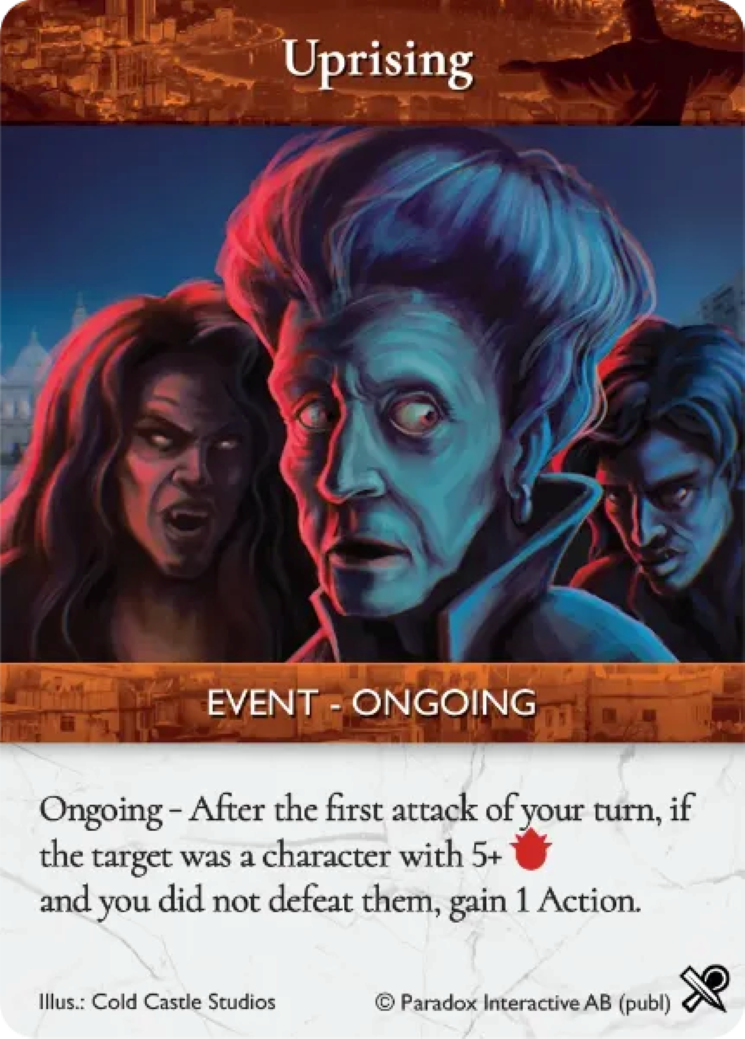 Uprising
EVENT - ONGOING
Ongoing – After the first attack of your turn, if
the target was a character with 5+
and you did not defeat them, gain 1 Action.
Illus.: Cold Castle Studios
© Paradox Interactive AB (publ)